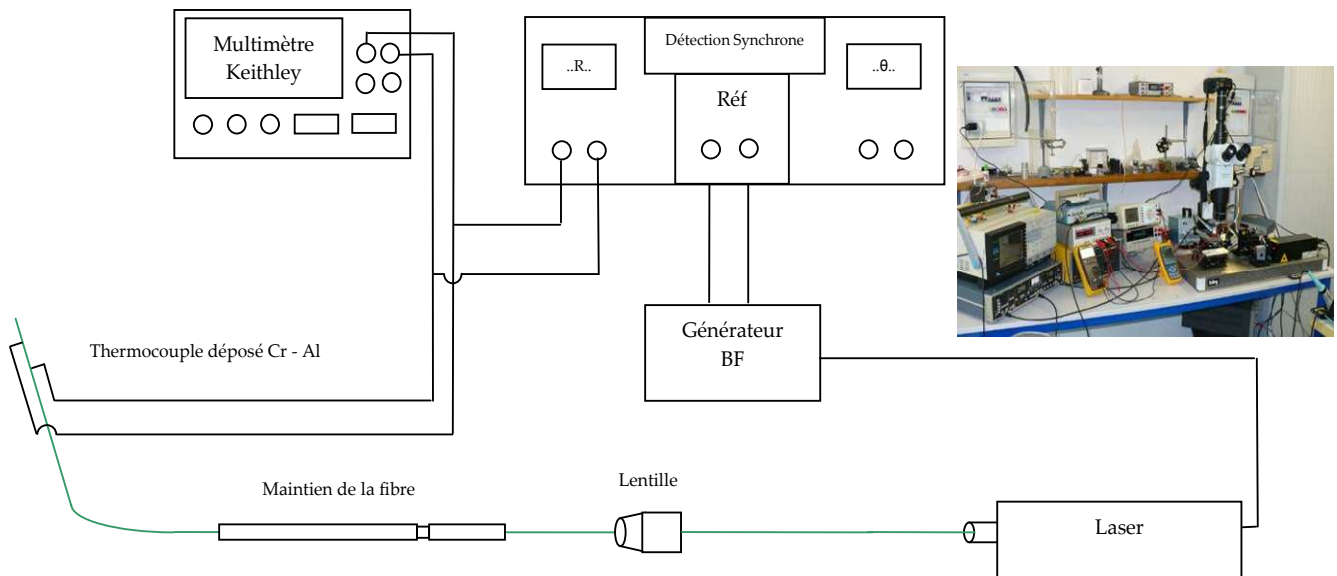 Multimètre
Keithley
Détection Synchrone
..R..
..θ..
Réf
Générateur
BF
Thermocouple déposé Cr - Al
Maintien de la fibre
Lentille
Laser